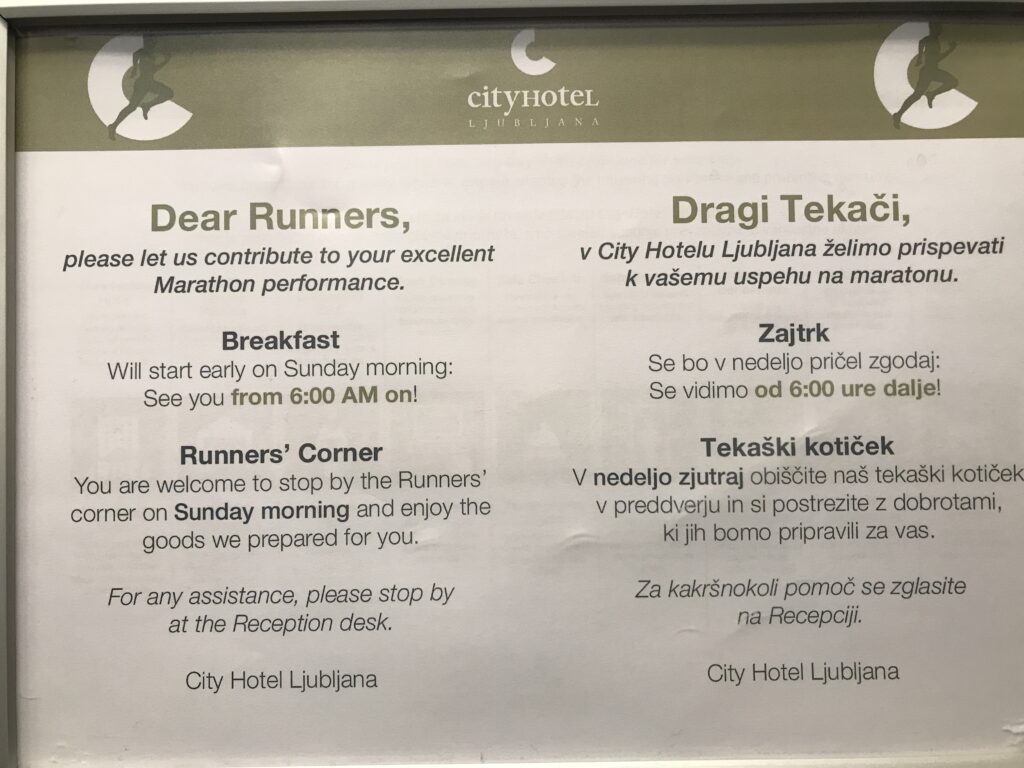 cityHotel
LJUBLJANA
Dear Runners,
please let us contribute to your excellent
Marathon performance.
Breakfast
Will start early on Sunday morning:
See you from 6:00 AM on!
Runners’ Corner
You are welcome to stop by the Runners’
corner on Sunday morning and enjoy the
goods we prepared for you.
For any assistance, please stop by
at the Reception desk.
City Hotel Ljubljana
Dragi Tekači,
v City Hotelu Ljubljana želimo prispevati
k vašemu uspehu na maratonu.
Zajtrk
Se bo v nedeljo pričel zgodaj:
Se vidimo od 6:00 ure dalje!
Tekaški kotiček
V nedeljo zjutraj obiščite naš tekaški kotiček
v preddverju in si postrezite z dobrotami,
ki jih bomo pripravili za vas.
Za kakršnokoli pomoč se zglasite
na Recepciji.
City Hotel Ljubljana